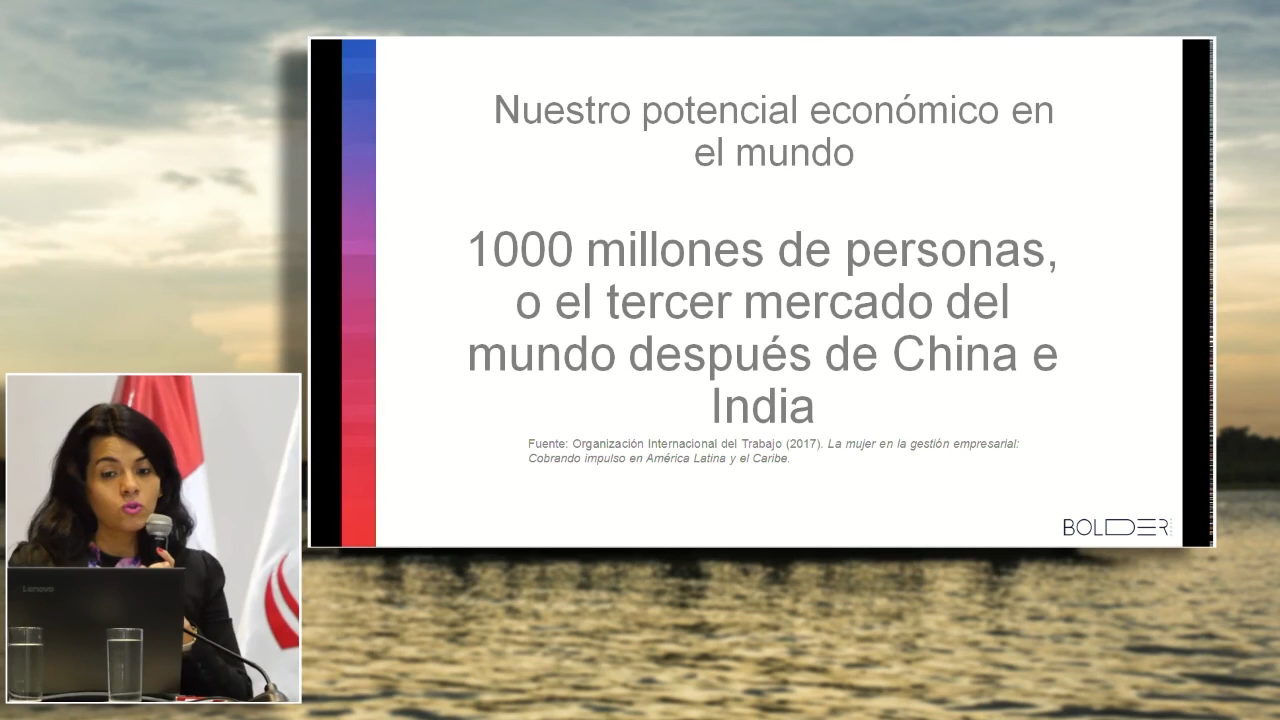 Nuestro potencial económico en
el mundo
1000 millones de personas,
o el tercer mercado del
mundo después de China e
India
Fuente: Organización Internacional del Trabajo (2017). La mujer en la gestión empresarial:
Cobrando impulso en América Latina y el Caribe.
BOLDER
Lenovo